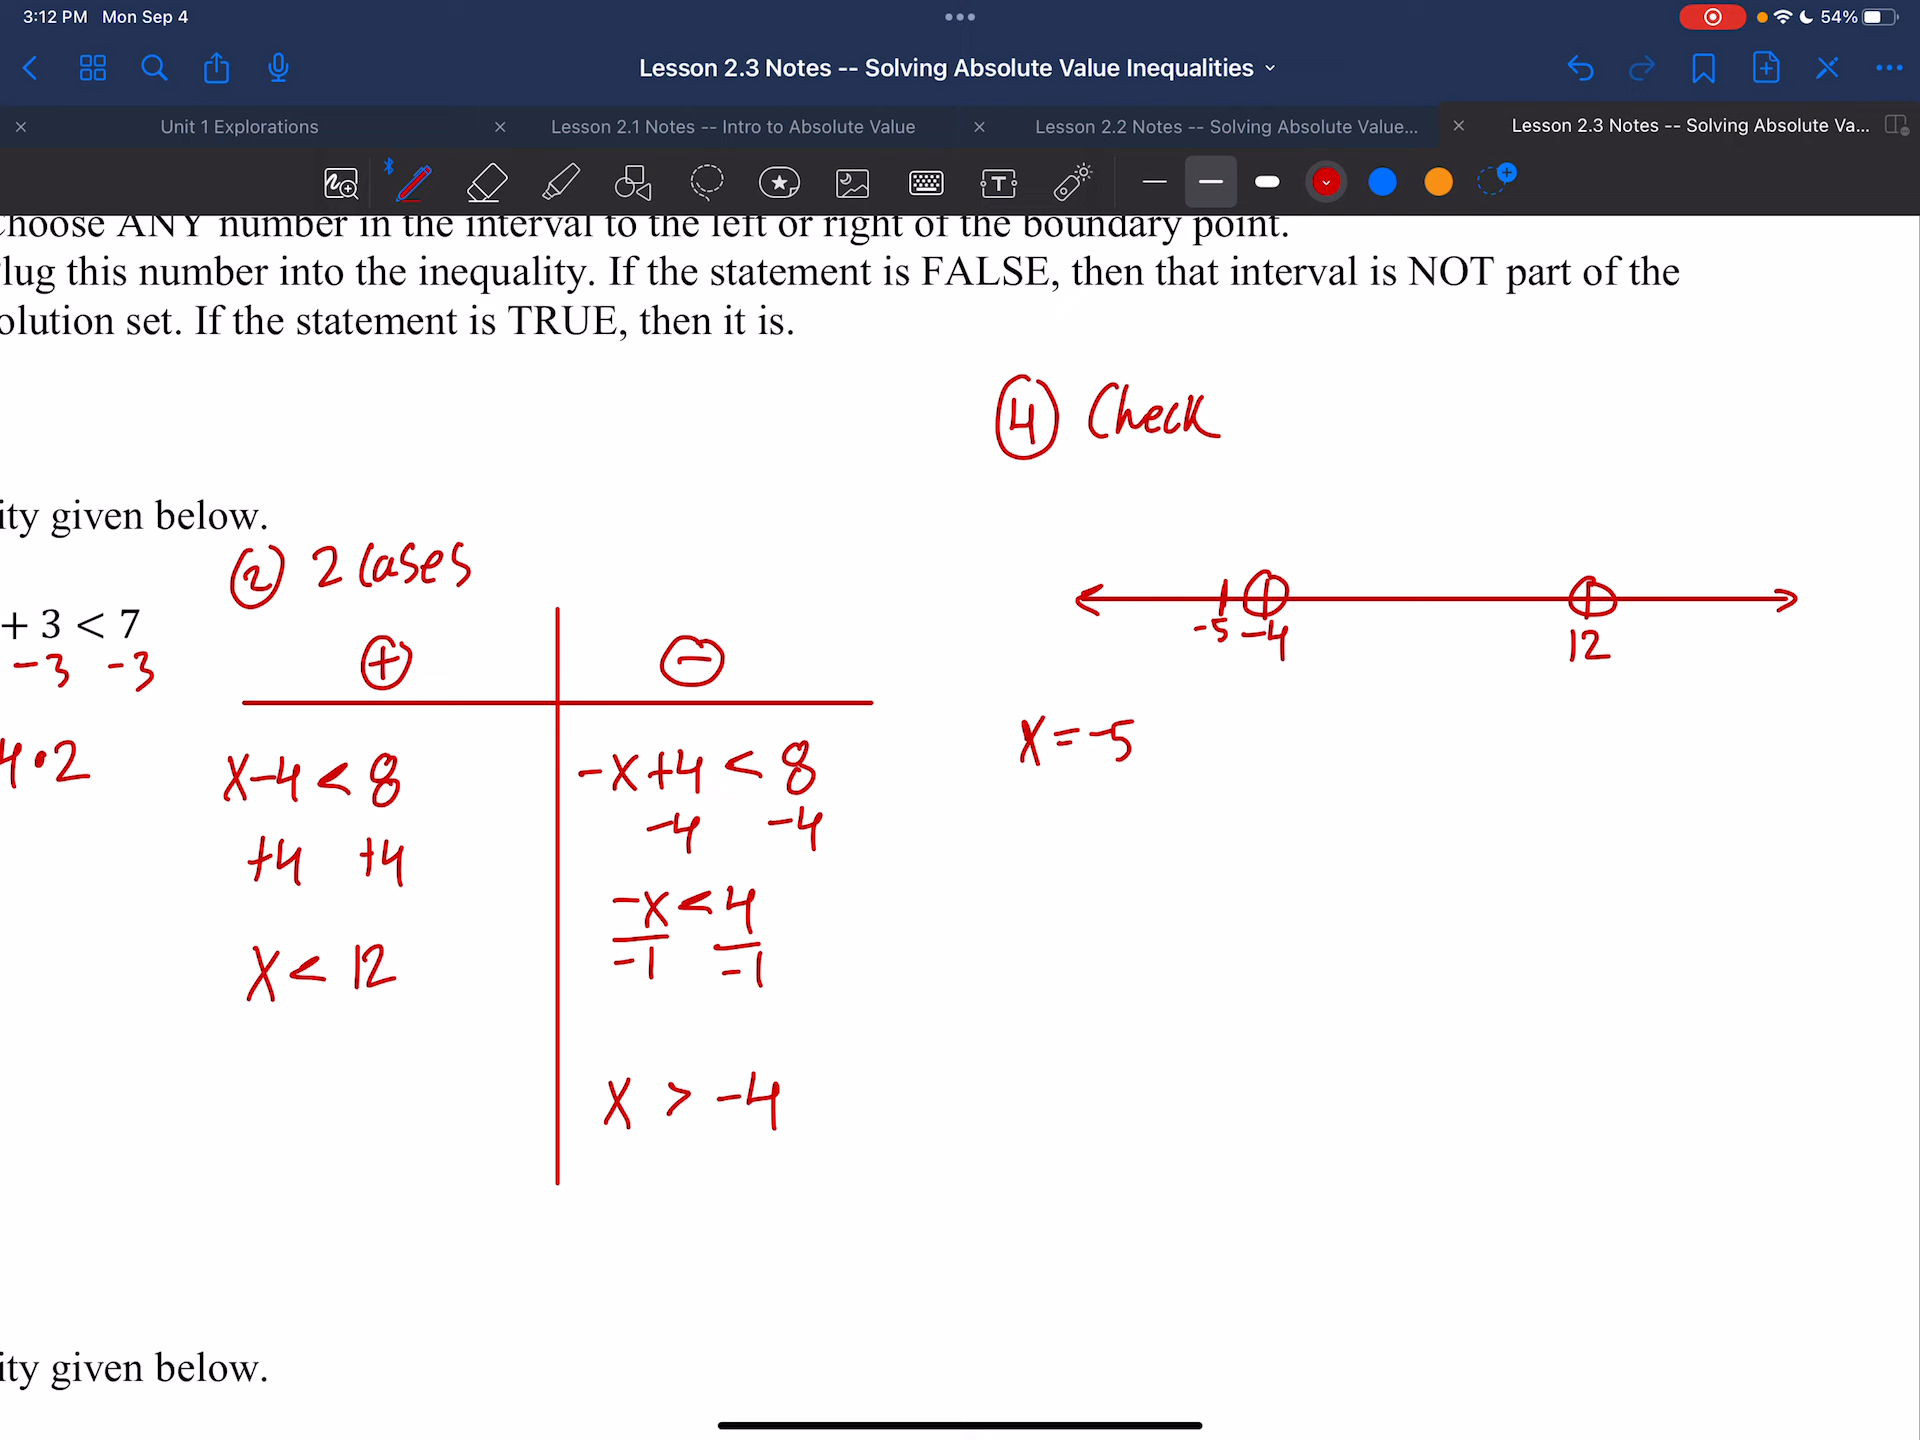 3:12 PM Mon Sep 4
54%
Lesson 2.3 Notes -- Solving Absolute Value Inequalities
Unit 1 Explorations
Lesson 2.1 Notes -- Intro to Absolute Value
Lesson 2.2 Notes -- Solving Absolute Value...
Lesson 2.3 Notes -- Solving Absolute Va...
hoose ANY number in the interval to the left or right of the boundary point.
lug this number into the inequality. If the statement is FALSE, then that interval is NOT part of the
olution set. If the statement is TRUE, then it is.
4 Check
ity given below.
2 2 Cases
+ 3 < 7
-3 -3
4•2
+ -
x-4 < 8
+4 +4
x < 12
-x+4 < 8
-4 -4
-x < 4
-1 -1
x > -4
-5 -4 12
x = -5
ity given below.